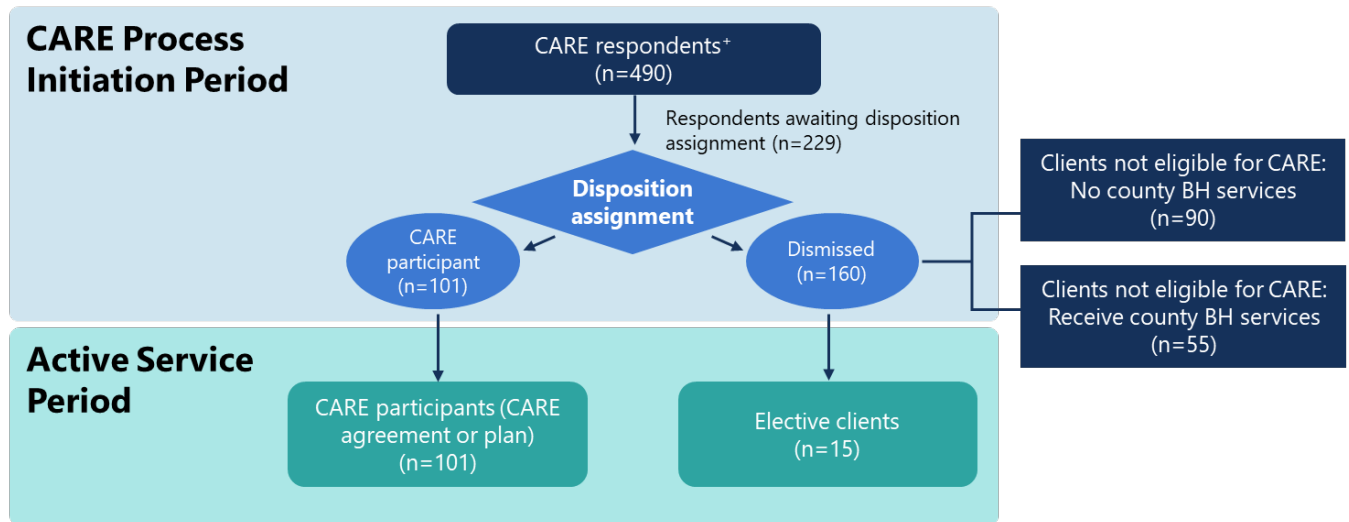 CARE Process
Initiation Period
CARE respondents⁺
(n=490)
Respondents awaiting disposition
assignment (n=229)
Disposition
assignment
CARE
participant
(n=101)
Dismissed
(n=160)
Clients not eligible for CARE:
No county BH services
(n=90)
Clients not eligible for CARE:
Receive county BH services
(n=55)
Active Service
Period
CARE participants (CARE
agreement or plan)
(n=101)
Elective clients
(n=15)